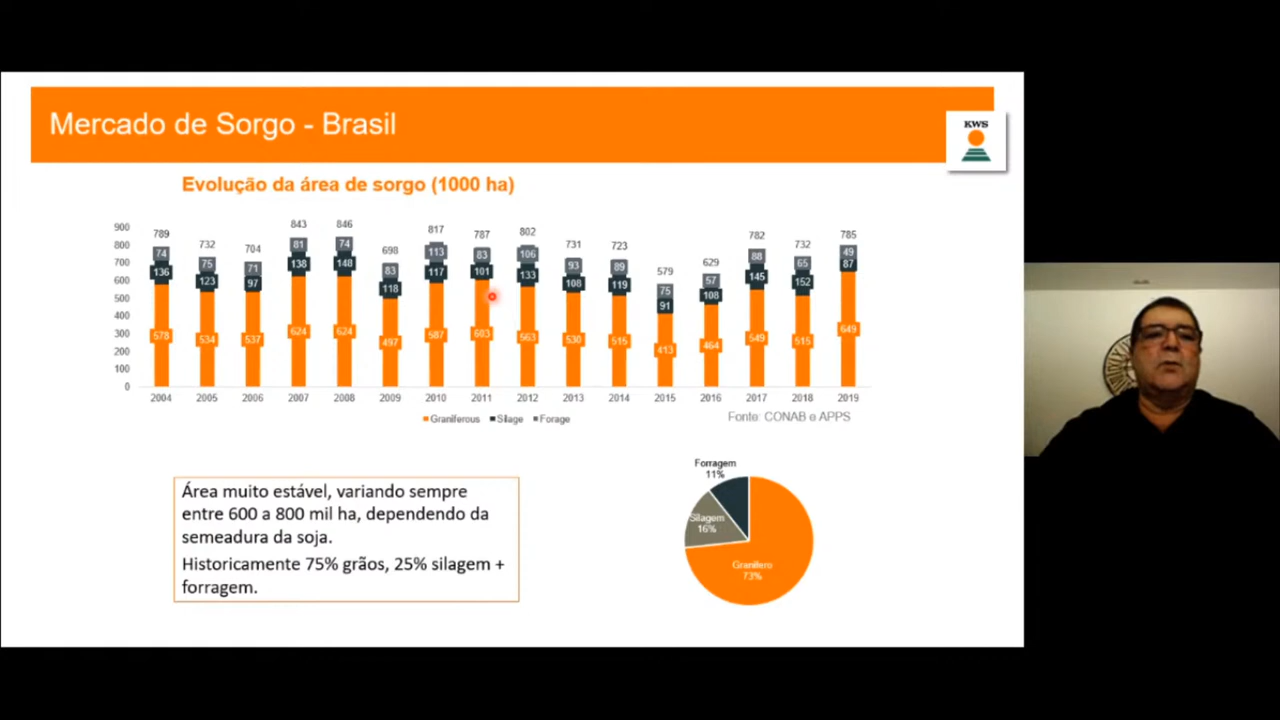 Mercado de Sorgo - Brasil
KWS
Evolução da área de sorgo (1000 ha)
900
800
700
600
500
400
300
200
100
0
789 732 704 843 846 698 817 787 802 731 723 579 629 782 732 785
74 75 71 81 74 83 113 83 106 93 89 75 57 88 65 49
136 123 97 138 148 118 117 101 133 108 119 91 108 145 152 87
578 534 537 624 624 497 587 603 563 530 515 413 464 549 515 649
2004 2005 2006 2007 2008 2009 2010 2011 2012 2013 2014 2015 2016 2017 2018 2019
Graniferous Silage Forage
Fonte: CONAB e APPS
Área muito estável, variando sempre
entre 600 a 800 mil ha, dependendo da
semeadura da soja.
Historicamente 75% grãos, 25% silagem +
forragem.
Forragem
11%
Silagem
16%
Granífero
73%